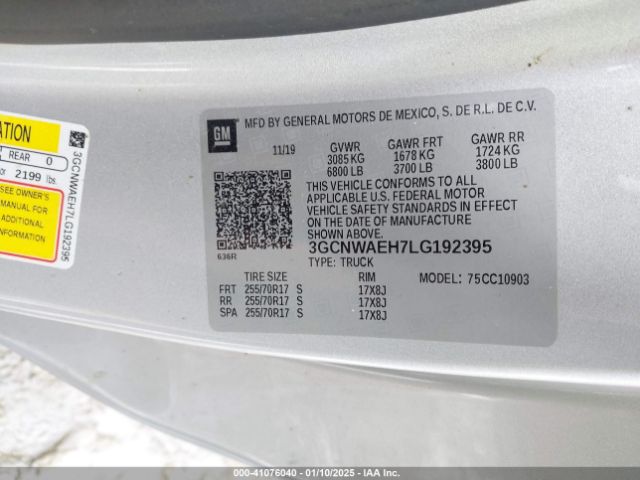 ATION
REAR 0
or 2199 lbs.
SEE OWNER'S
MANUAL FOR
ADDITIONAL
INFORMATION
3GCNWAEH7LG192395
GM
MFD BY GENERAL MOTORS DE MEXICO, S. DE R.L. DE C.V.
11/19 GVWR GAWR FRT GAWR RR
3085 KG 1678 KG 1724 KG
6800 LB 3700 LB 3800 LB
THIS VEHICLE CONFORMS TO ALL
APPLICABLE U.S. FEDERAL MOTOR
VEHICLE SAFETY STANDARDS IN EFFECT
ON THE DATE OF MANUFACTURE
SHOWN ABOVE.
636R
3GCNWAEH7LG192395
TYPE: TRUCK
MODEL: 75CC10903
TIRE SIZE RIM
FRT 255/70R17 S 17X8J
RR 255/70R17 S 17X8J
SPA 255/70R17 S 17X8J
000-41076040 - 01/10/2025 - IAA Inc.